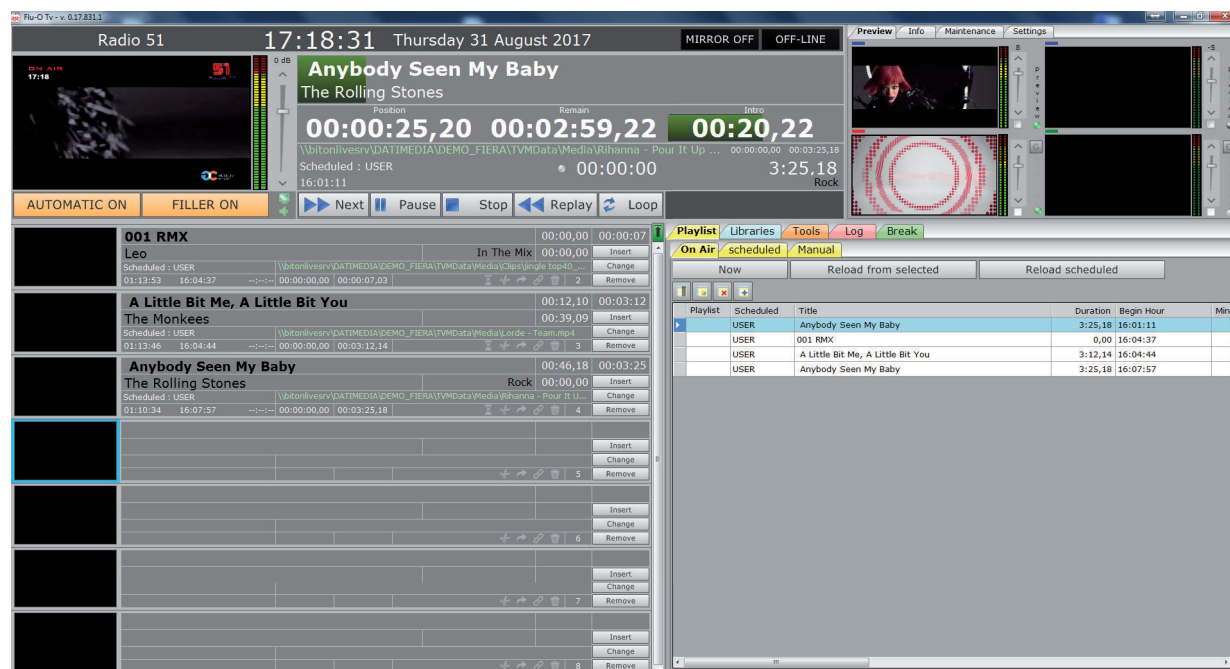 Flu-O Tv - v. 0.17.831.1
Radio 51
17:18:31 Thursday 31 August 2017
MIRROR OFF
OFF-LINE
Preview Info Maintenance Settings
ON AIR
17:18
51
0 dB
Anybody Seen My Baby
The Rolling Stones
Position Remain Intro
00:00:25,20 00:02:59,22 00:20,22
\\bitonlivesrv\DATIMEDIA\DEMO_FIERA\TVMData\Media\Rihanna - Pour It Up ... 00:00:00,00 00:03:25,18
Scheduled : USER
00:00:00 3:25,18
16:01:11 Rock
8
Preview
-5
G
AUTOMATIC ON FILLER ON
Next Pause Stop Replay Loop
001 RMX 00:00,00 00:00:07
Leo In The Mix 00:00,00 Insert
Scheduled : USER \\bitonlivesrv\DATIMEDIA\DEMO_FIERA\TVMData\Media\Clips\jingle top40_... Change
01:13:53 16:04:37 --:--:-- 00:00:00,00 00:00:07,03 2 Remove
A Little Bit Me, A Little Bit You 00:12,10 00:03:12
The Monkees 00:39,09 Insert
Scheduled : USER \\bitonlivesrv\DATIMEDIA\DEMO_FIERA\TVMData\Media\Lorde - Team.mp4 Change
01:13:46 16:04:44 --:--:-- 00:00:00,00 00:03:12,14 3 Remove
Anybody Seen My Baby 00:46,18 00:03:25
The Rolling Stones Rock 00:00,00 Insert
Scheduled : USER \\bitonlivesrv\DATIMEDIA\DEMO_FIERA\TVMData\Media\Rihanna - Pour It U... Change
01:10:34 16:07:57 --:--:-- 00:00:00,00 00:03:25,18 4 Remove
Insert
Change
5 Remove
Insert
Change
6 Remove
Insert
Change
7 Remove
Insert
Change
8 Remove
Playlist Libraries Tools Log Break
On Air scheduled Manual
Now Reload from selected Reload scheduled
Playlist Scheduled Title Duration Begin Hour Min
USER Anybody Seen My Baby 3:25,18 16:01:11
USER 001 RMX 0,00 16:04:37
USER A Little Bit Me, A Little Bit You 3:12,14 16:04:44
USER Anybody Seen My Baby 3:25,18 16:07:57